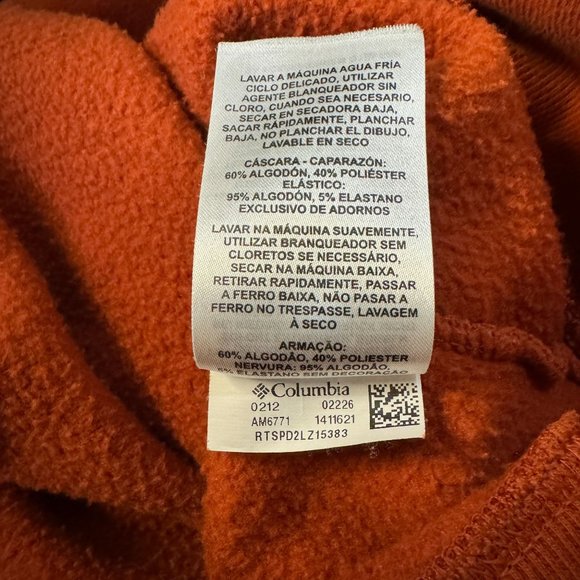 LAVAR A MÁQUINA AGUA FRÍA
CICLO DELICADO, UTILIZAR
AGENTE BLANQUEADOR SIN
CLORO, CUANDO SEA NECESARIO,
SECAR EN SECADORA BAJA,
SACAR RÁPIDAMENTE, PLANCHAR
BAJA, NO PLANCHAR EL DIBUJO,
LAVABLE EN SECO
CÁSCARA - CAPARAZÓN:
60% ALGODÓN, 40% POLIÉSTER
ELÁSTICO:
95% ALGODÓN, 5% ELASTANO
EXCLUSIVO DE ADORNOS
LAVAR NA MÁQUINA SUAVEMENTE,
UTILIZAR BRANQUEADOR SEM
CLORETOS SE NECESSÁRIO,
SECAR NA MÁQUINA BAIXA,
RETIRAR RAPIDAMENTE, PASSAR
A FERRO BAIXA, NÃO PASSAR A
FERRO NO TRESPASSE, LAVAGEM
À SECO
ARMAÇÃO:
60% ALGODÃO, 40% POLIESTER
NERVURA: 95% ALGODÃO,
5% ELASTANO SEM DECORAÇÃO
Columbia
0212 02226
AM6771 1411621
RTSPD2LZ15383